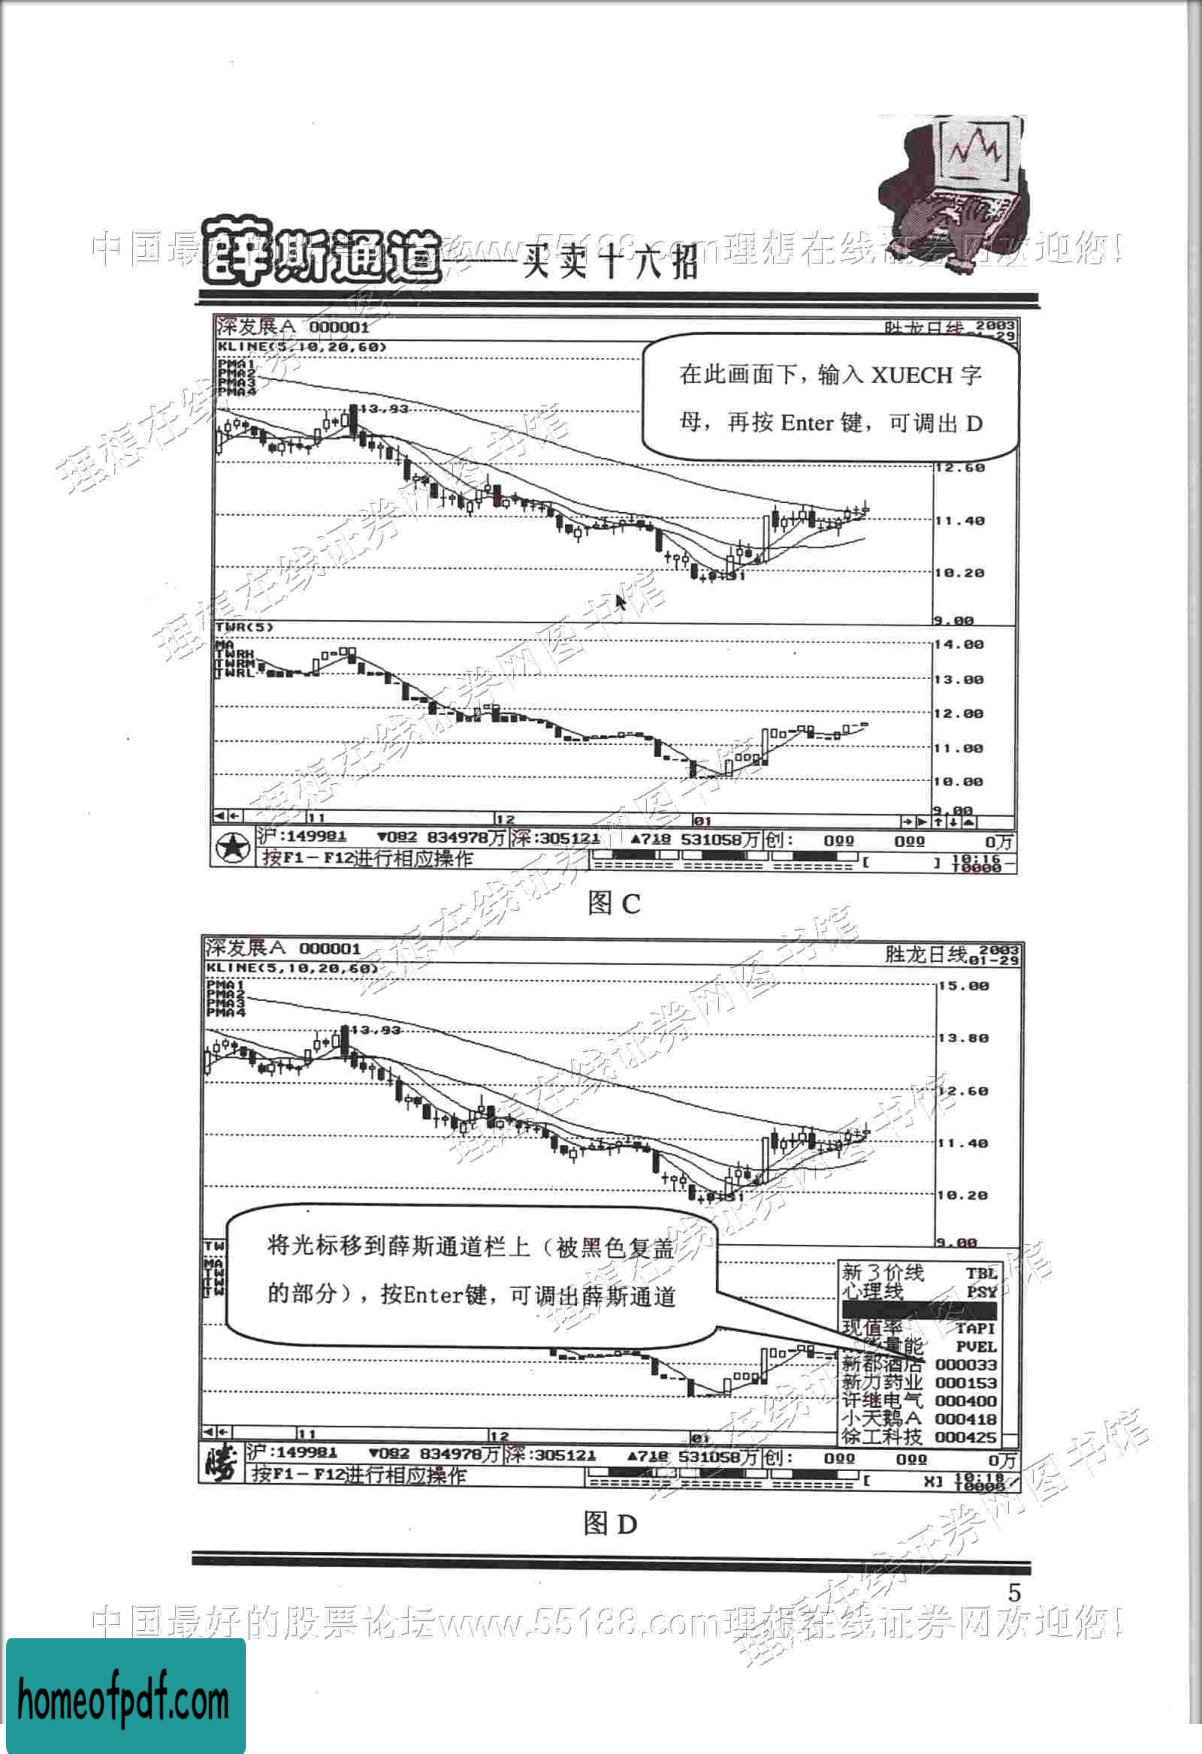 薛斯通道——买卖十六招
中国最好的股票论坛www.55188.com理想在线证券网欢迎您!
深发展A 000001
胜龙日线 2003
01-29
KLINE(5,10,20,60)
PMA1
PMA2
PMA3
PMA4
在此画面下,输入 XUECH 字
母,再按 Enter 键,可调出 D
13.93
12.60
11.40
10.20
9.00
9.31
TWR(5)
MA
TWRH
TWRM
TWRL
14.00
13.00
12.00
11.00
10.00
9.00
11
12
01
沪:149981 ▼082 834978万 深:305121 ▲718 531058万 创: 000 000 0万
按F1－F12进行相应操作
[ ] 10:16
T0000
图 C
深发展A 000001
胜龙日线 2003
01-29
KLINE(5,10,20,60)
PMA1
PMA2
PMA3
PMA4
15.00
13.93
13.80
12.60
11.40
10.20
9.31
9.00
将光标移到薛斯通道栏上(被黑色复盖
的部分),按Enter键,可调出薛斯通道
TW
MA
TW
TW
TW
新3价线 TBL
心理线 PSY
现值率 TAPI
量能 PVEL
新都酒店 000033
新力药业 000153
许继电气 000400
小天鹅A 000418
徐工科技 000425
11
12
01
胜 沪:149981 ▼082 834978万 深:305121 ▲718 531058万 创: 000 000 0万
按F1－F12进行相应操作
[ X] 10:18
T0000
图 D
5
中国最好的股票论坛www.55188.com理想在线证券网欢迎您!
理想在线证券网图书馆
homeofpdf.com